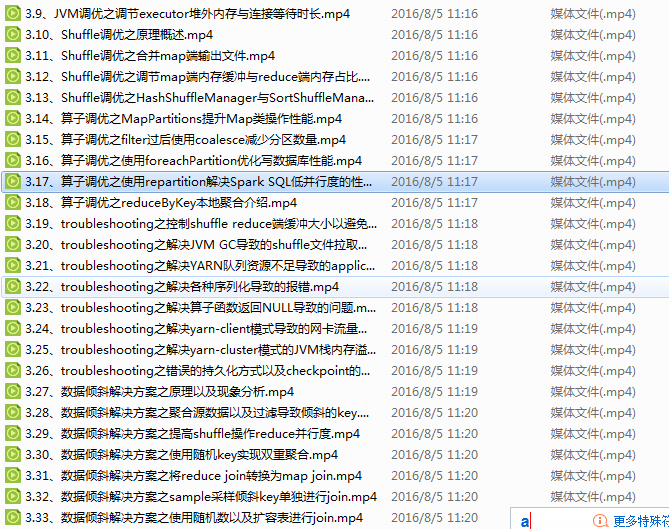 3.9、JVM调优之调节executor堆外内存与连接等待时长.mp4 2016/8/5 11:16 媒体文件(.mp4)
3.10、Shuffle调优之原理概述.mp4 2016/8/5 11:16 媒体文件(.mp4)
3.11、Shuffle调优之合并map端输出文件.mp4 2016/8/5 11:16 媒体文件(.mp4)
3.12、Shuffle调优之调节map端内存缓冲与reduce端内存占比.... 2016/8/5 11:16 媒体文件(.mp4)
3.13、Shuffle调优之HashShuffleManager与SortShuffleMana... 2016/8/5 11:16 媒体文件(.mp4)
3.14、算子调优之MapPartitions提升Map类操作性能.mp4 2016/8/5 11:16 媒体文件(.mp4)
3.15、算子调优之filter过后使用coalesce减少分区数量.mp4 2016/8/5 11:17 媒体文件(.mp4)
3.16、算子调优之使用foreachPartition优化写数据库性能.mp4 2016/8/5 11:17 媒体文件(.mp4)
3.17、算子调优之使用repartition解决Spark SQL低并行度的性... 2016/8/5 11:17 媒体文件(.mp4)
3.18、算子调优之reduceByKey本地聚合介绍.mp4 2016/8/5 11:17 媒体文件(.mp4)
3.19、troubleshooting之控制shuffle reduce端缓冲大小以避免... 2016/8/5 11:18 媒体文件(.mp4)
3.20、troubleshooting之解决JVM GC导致的shuffle文件拉取... 2016/8/5 11:18 媒体文件(.mp4)
3.21、troubleshooting之解决YARN队列资源不足导致的applic... 2016/8/5 11:18 媒体文件(.mp4)
3.22、troubleshooting之解决各种序列化导致的报错.mp4 2016/8/5 11:18 媒体文件(.mp4)
3.23、troubleshooting之解决算子函数返回NULL导致的问题.m... 2016/8/5 11:18 媒体文件(.mp4)
3.24、troubleshooting之解决yarn-client模式导致的网卡流量... 2016/8/5 11:19 媒体文件(.mp4)
3.25、troubleshooting之解决yarn-cluster模式的JVM栈内存溢... 2016/8/5 11:19 媒体文件(.mp4)
3.26、troubleshooting之错误的持久化方式以及checkpoint的... 2016/8/5 11:19 媒体文件(.mp4)
3.27、数据倾斜解决方案之原理以及现象分析.mp4 2016/8/5 11:19 媒体文件(.mp4)
3.28、数据倾斜解决方案之聚合源数据以及过滤导致倾斜的key.... 2016/8/5 11:20 媒体文件(.mp4)
3.29、数据倾斜解决方案之提高shuffle操作reduce并行度.mp4 2016/8/5 11:20 媒体文件(.mp4)
3.30、数据倾斜解决方案之使用随机key实现双重聚合.mp4 2016/8/5 11:20 媒体文件(.mp4)
3.31、数据倾斜解决方案之将reduce join转换为map join.mp4 2016/8/5 11:20 媒体文件(.mp4)
3.32、数据倾斜解决方案之sample采样倾斜key单独进行join.mp4 2016/8/5 11:20 媒体文件(.mp4)
3.33、数据倾斜解决方案之使用随机数以及扩容表进行join.mp4 2016/8/5 11:20
a 更多特殊符